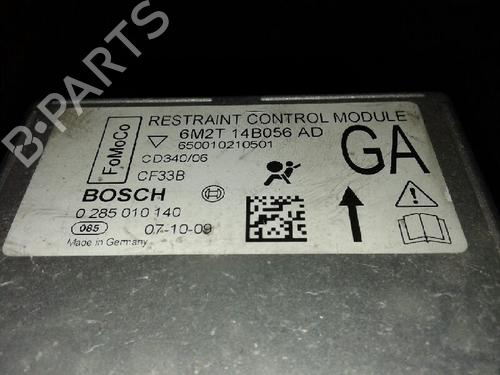 B-PARTS
FoMoCo
RESTRAINT CONTROL MODULE
6M2T 14B056 AD
650010210501
CD340/06
CF33B
GA
BOSCH
0 285 010 140
085 07-10-09
Made in Germany